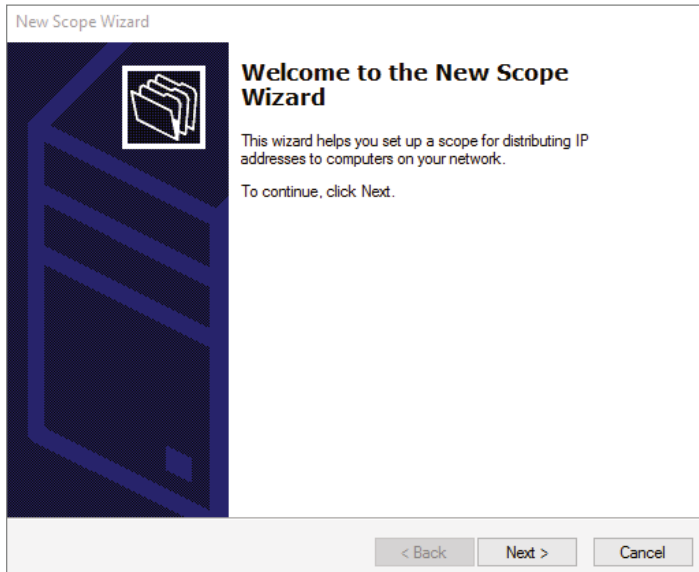 New Scope Wizard
Welcome to the New Scope
Wizard
This wizard helps you set up a scope for distributing IP
addresses to computers on your network.
To continue, click Next.
< Back
Next >
Cancel